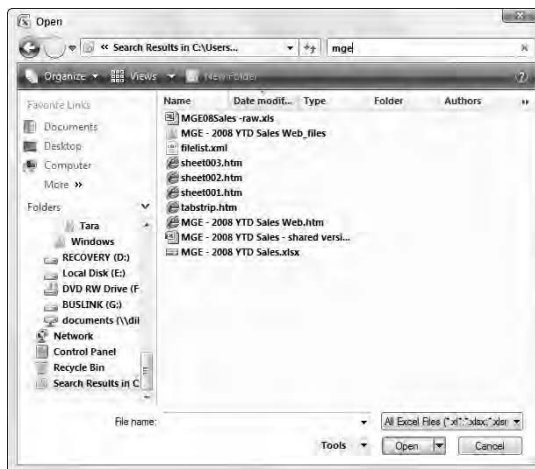 Open
« Search Results in C:\Users...
mge
Organize
Views
New Folder
Favorite Links
Documents
Desktop
Computer
More »
Folders
Tara
Windows
RECOVERY (D:)
Local Disk (E:)
DVD RW Drive (F
BUSLINK (G:)
documents (\\dil
Network
Control Panel
Recycle Bin
Search Results in C
Name Date modif... Type Folder Authors »
MGE08Sales -raw.xls
MGE - 2008 YTD Sales Web_files
filelist.xml
sheet003.htm
sheet002.htm
sheet001.htm
tabstrip.htm
MGE - 2008 YTD Sales Web.htm
MGE - 2008 YTD Sales - shared versi...
MGE - 2008 YTD Sales.xlsx
File name:
All Excel Files (*.xl*;*.xlsx;*.xlsr
Tools
Open
Cancel